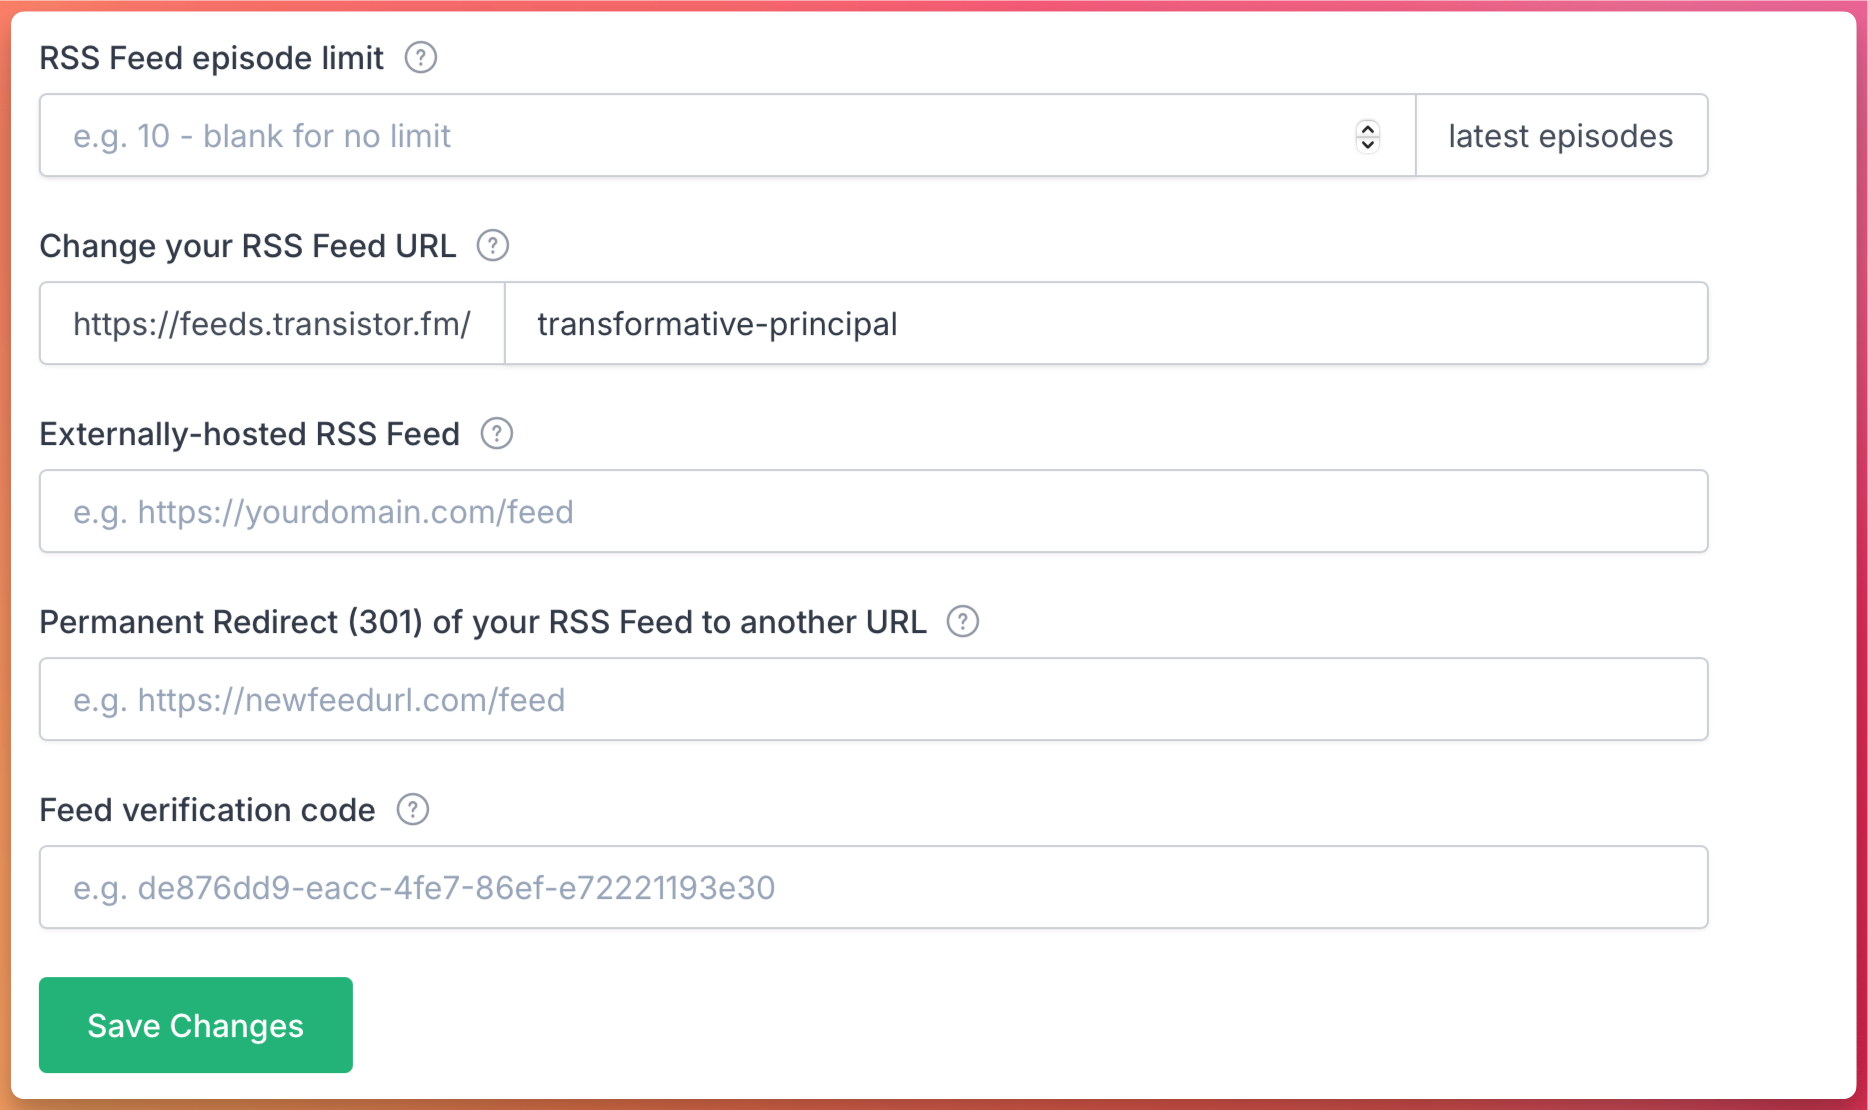 RSS Feed episode limit ?
e.g. 10 - blank for no limit latest episodes
Change your RSS Feed URL ?
https://feeds.transistor.fm/ transformative-principal
Externally-hosted RSS Feed ?
e.g. https://yourdomain.com/feed
Permanent Redirect (301) of your RSS Feed to another URL ?
e.g. https://newfeedurl.com/feed
Feed verification code ?
e.g. de876dd9-eacc-4fe7-86ef-e72221193e30
Save Changes